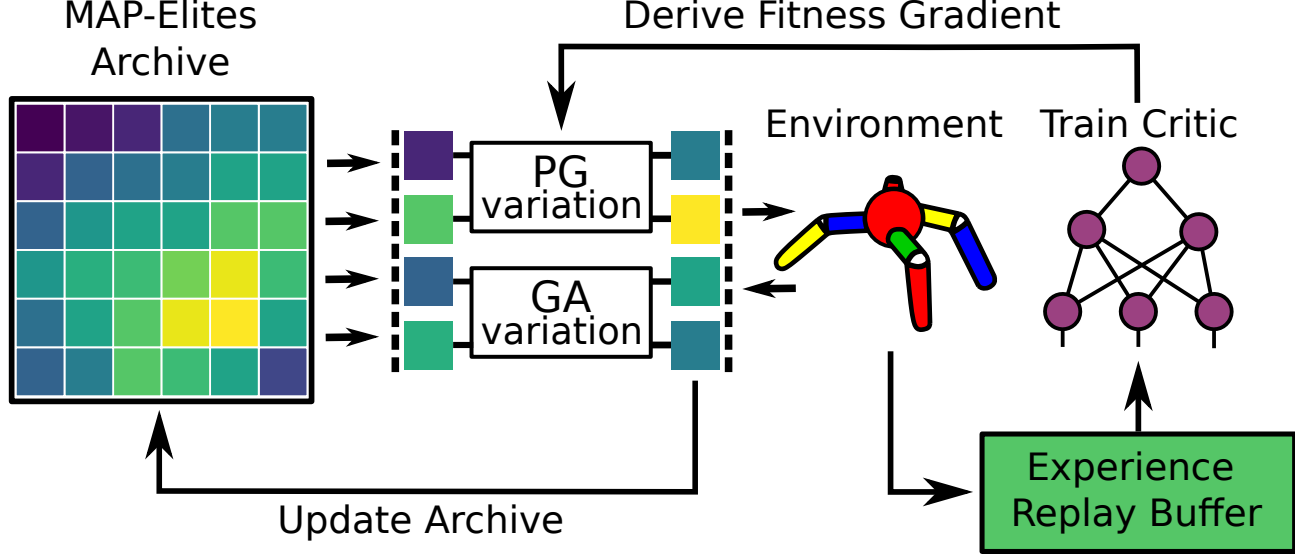 MAP-Elites
Archive
Derive Fitness Gradient
Environment
Train Critic
PG
variation
GA
variation
Update Archive
Experience
Replay Buffer